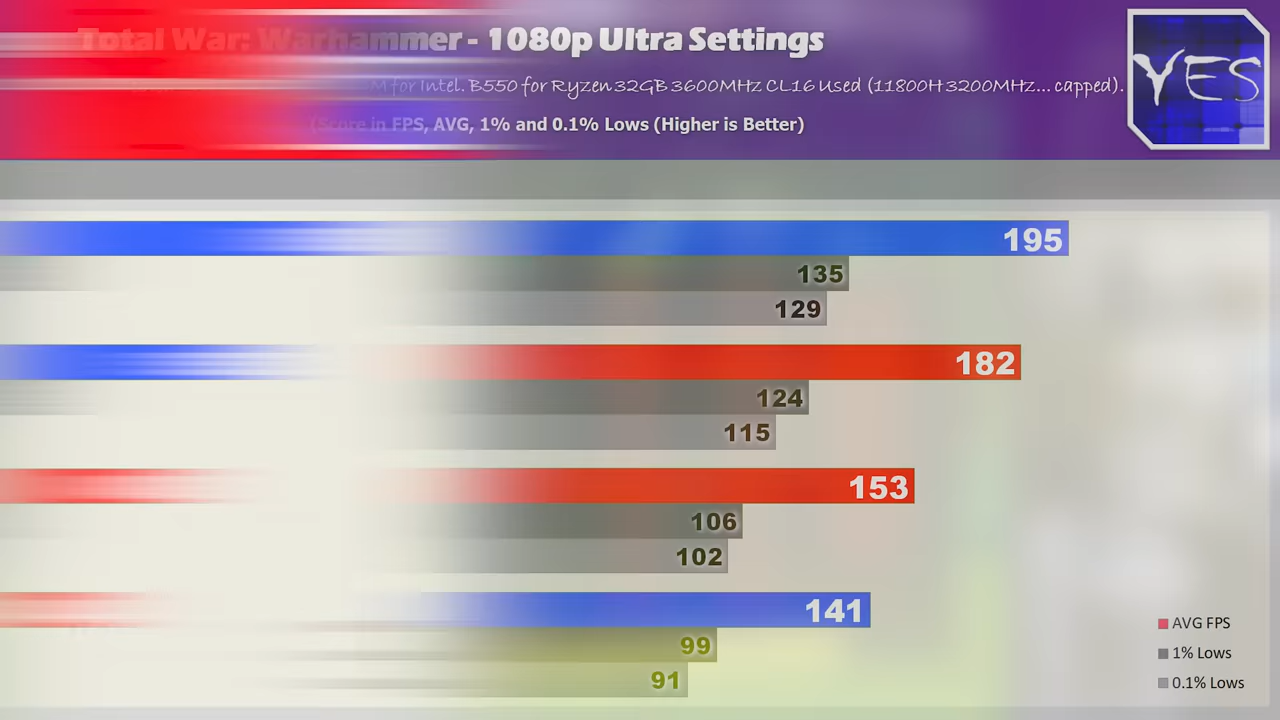 Total War: Warhammer - 1080p Ultra Settings
for Intel. B550 for Ryzen 32GB 3600MHz CL16 Used (11800H 3200MHz... capped).
(Score in FPS, AVG, 1% and 0.1% Lows (Higher is Better)
YES
195
135
129
182
124
115
153
106
102
141
99
91
AVG FPS
1% Lows
0.1% Lows